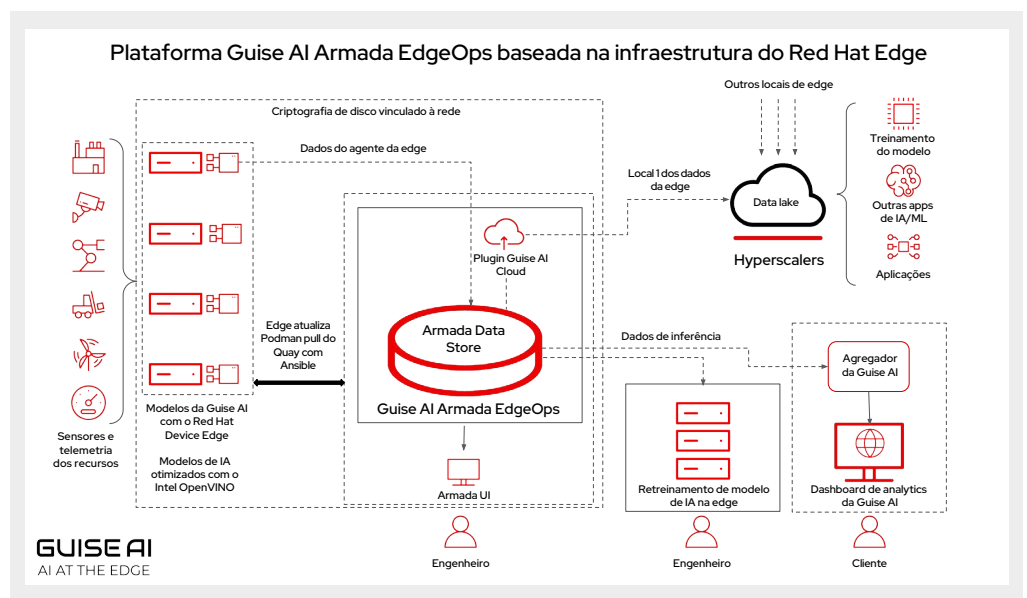 Plataforma Guise AI Armada EdgeOps baseada na infraestrutura do Red Hat Edge
Outros locais de edge
Criptografia de disco vinculado à rede
Dados do agente da edge
Treinamento
do modelo
Local 1 dos dados
da edge
Data lake
Outras apps
de IA/ML
Hyperscalers
Aplicações
Plugin Guise AI
Cloud
Edge atualiza
Podman pull do
Quay com
Ansible
Armada Data
Store
Guise AI Armada EdgeOps
Dados de inferência
Agregador
da Guise AI
Sensores e
telemetria
dos recursos
Modelos da Guise AI
com o Red Hat
Device Edge
Modelos de IA
otimizados com o
Intel OpenVINO
Armada UI
Retreinamento de modelo
de IA na edge
Dashboard de analytics
da Guise AI
Engenheiro
Engenheiro
Cliente
GUISE AI
AI AT THE EDGE